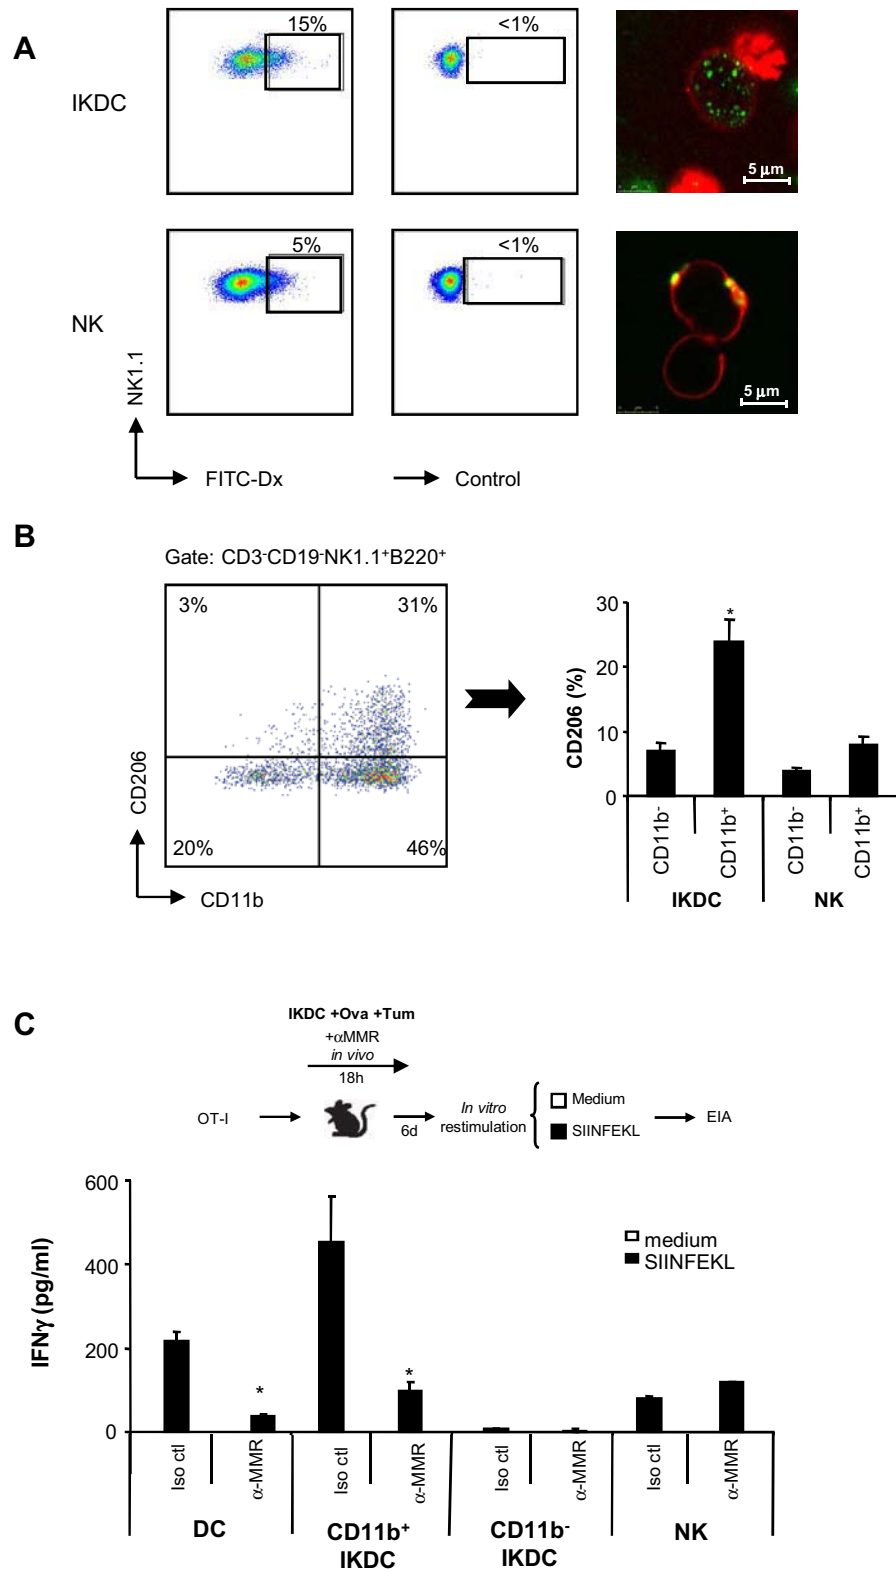 A
15%
<1%
IKDC
5 µm
5%
<1%
NK
NK1.1
5 µm
FITC-Dx
Control
B
Gate: CD3-CD19-NK1.1+B220+
3%
31%
20%
46%
CD206
CD11b
CD206 (%)
30
20
10
0
*
CD11b-
CD11b+
CD11b-
CD11b+
IKDC
NK
C
IKDC +Ova +Tum
+αMMR
in vivo
18h
OT-I
6d
In vitro
restimulation
Medium
SIINFEKL
EIA
IFNγ (pg/ml)
600
400
200
0
medium
SIINFEKL
*
*
Iso ctl
α-MMR
Iso ctl
α-MMR
Iso ctl
α-MMR
Iso ctl
α-MMR
DC
CD11b+
IKDC
CD11b-
IKDC
NK